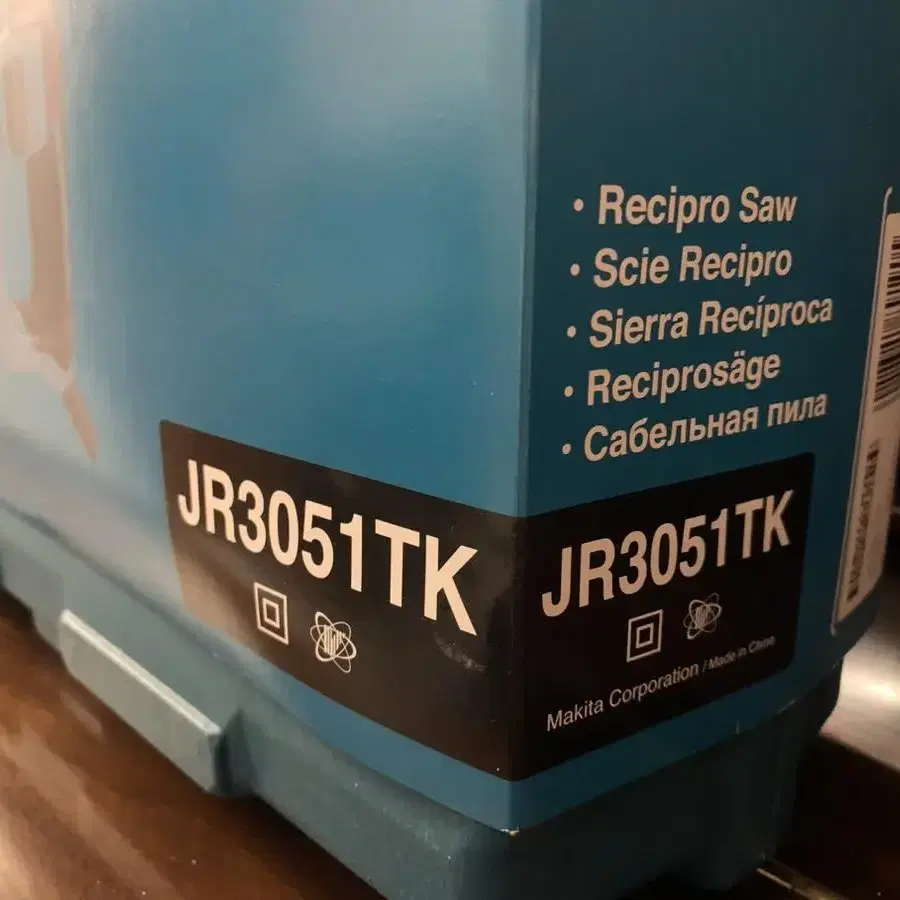 • Recipro Saw
• Scie Recipro
• Sierra Recíproca
• Reciprosäge
• Сабельная пила
JR3051TK
JR3051TK
Makita Corporation / Made in China